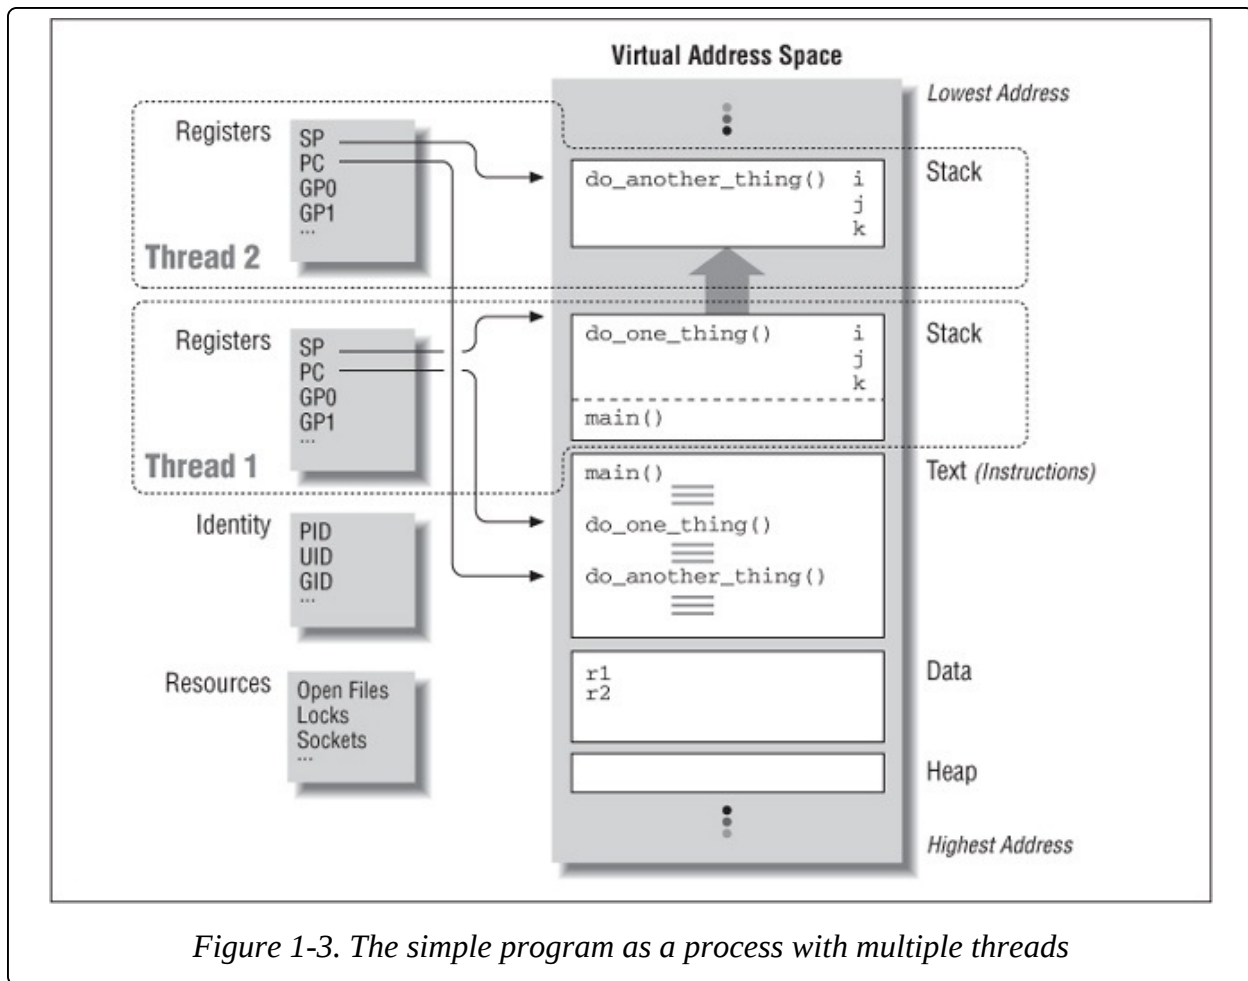 Virtual Address Space
Lowest Address
Registers
SP
PC
GP0
GP1
...
Thread 2
do_another_thing() i
j
k
Stack
Registers
SP
PC
GP0
GP1
...
Thread 1
do_one_thing() i
j
k
main()
Stack
main()
do_one_thing()
do_another_thing()
Text (Instructions)
Identity
PID
UID
GID
...
Resources
Open Files
Locks
Sockets
...
r1
r2
Data
Heap
Highest Address
Figure 1-3. The simple program as a process with multiple threads